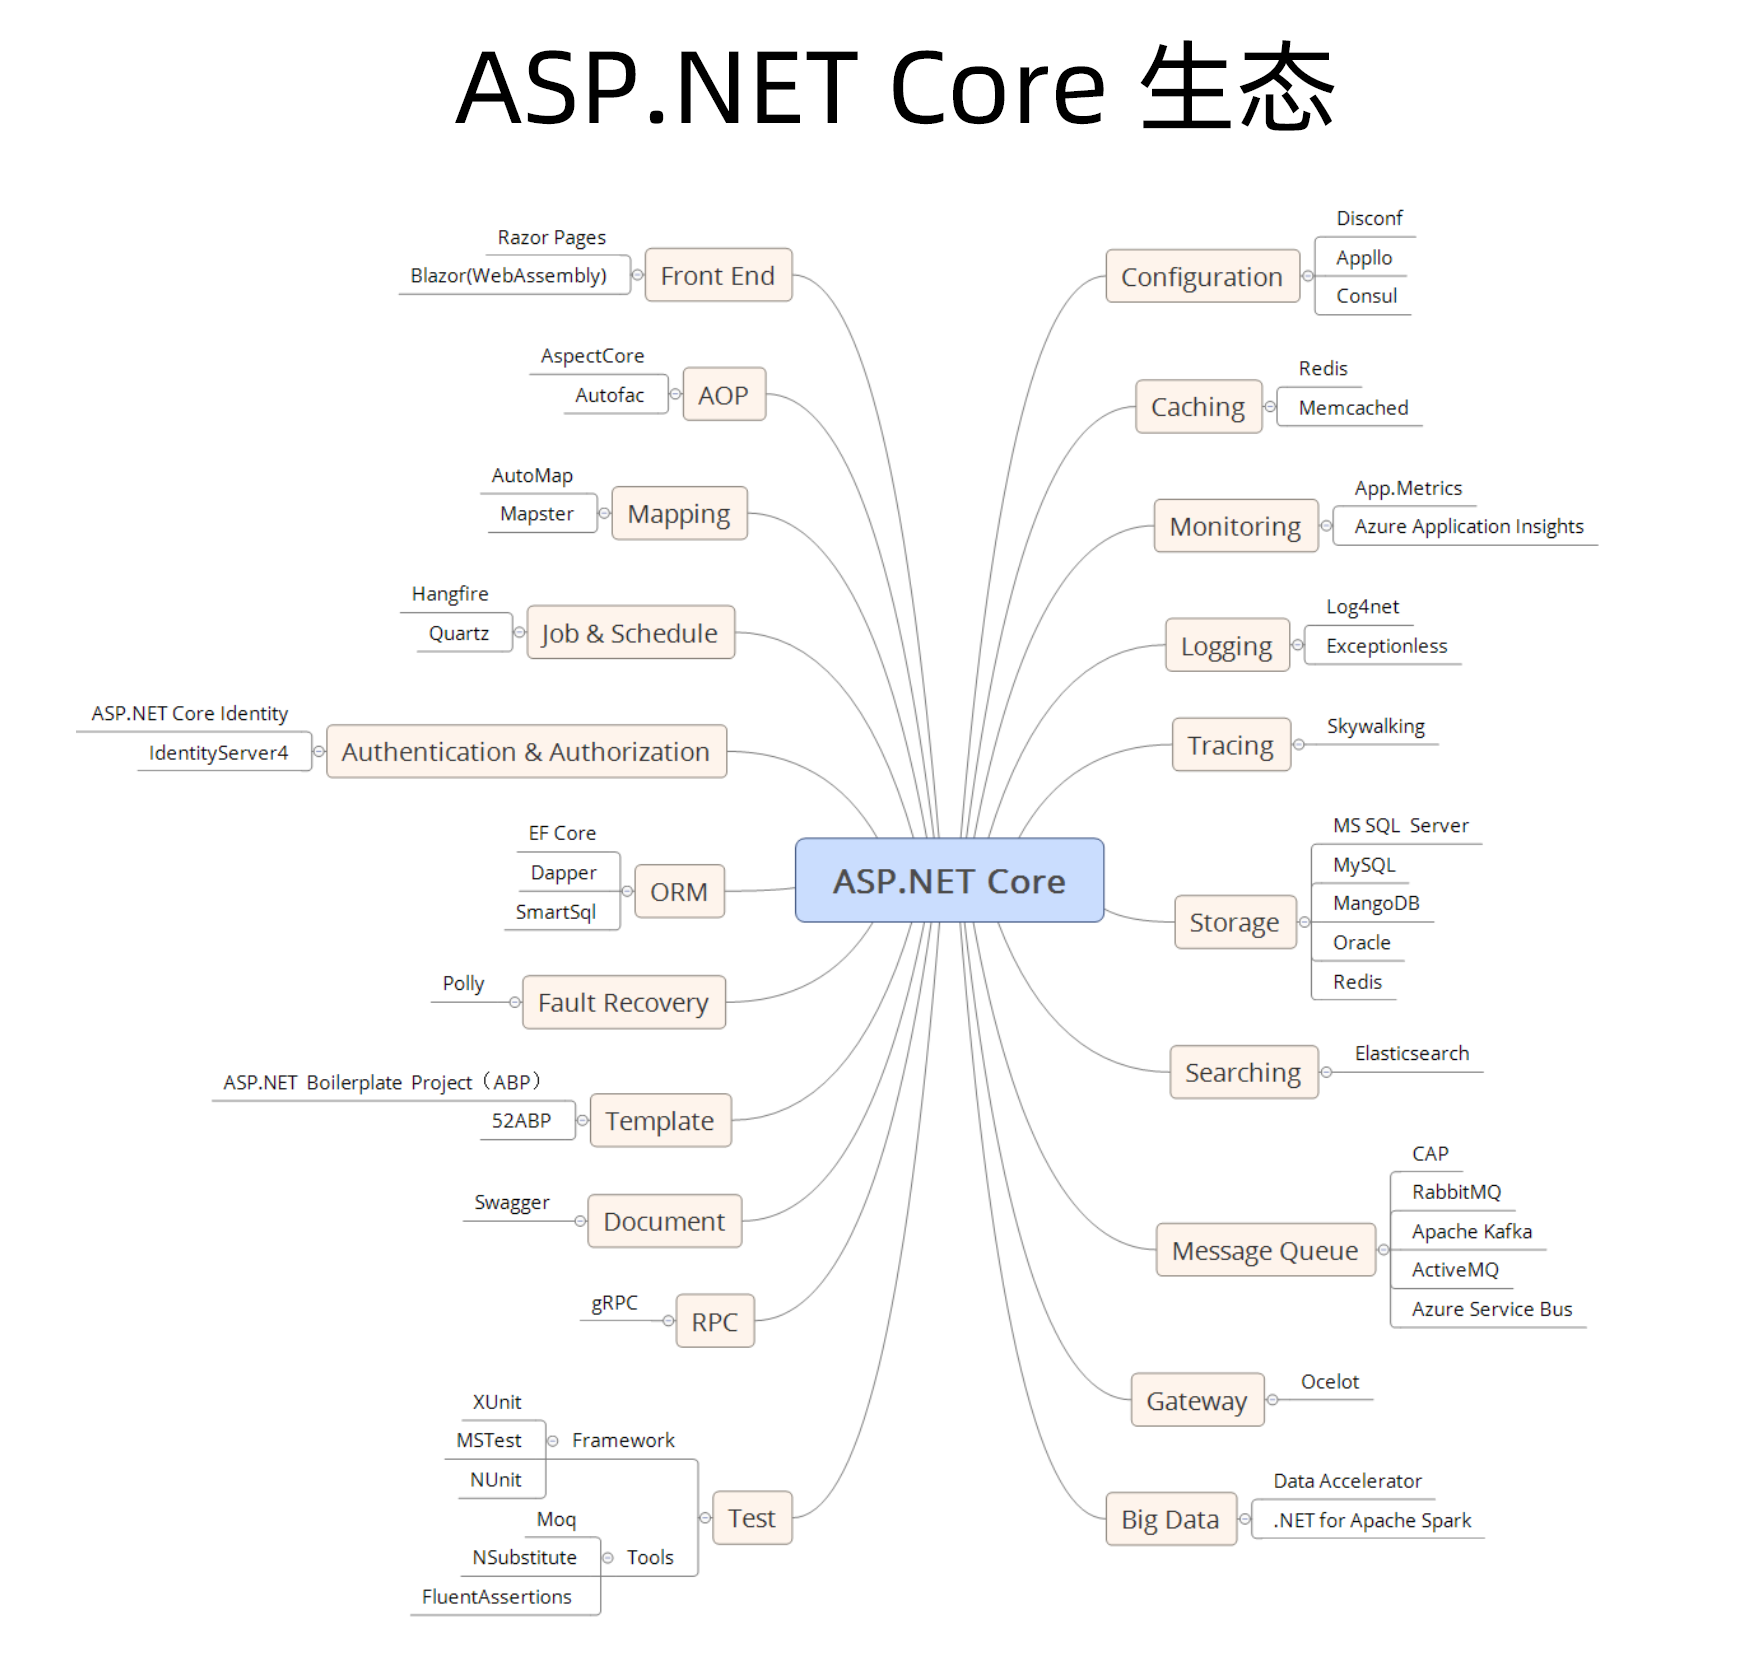 ASP.NET Core 生态
Razor Pages
Blazor(WebAssembly)
Front End
AspectCore
Autofac
AOP
AutoMap
Mapster
Mapping
Hangfire
Quartz
Job & Schedule
ASP.NET Core Identity
IdentityServer4
Authentication & Authorization
EF Core
Dapper
SmartSql
ORM
Polly
Fault Recovery
ASP.NET Boilerplate Project（ABP）
52ABP
Template
Swagger
Document
gRPC
RPC
XUnit
MSTest
NUnit
Framework
Moq
NSubstitute
FluentAssertions
Tools
Test
ASP.NET Core
Configuration
Disconf
Appllo
Consul
Caching
Redis
Memcached
Monitoring
App.Metrics
Azure Application Insights
Logging
Log4net
Exceptionless
Tracing
Skywalking
Storage
MS SQL Server
MySQL
MangoDB
Oracle
Redis
Searching
Elasticsearch
Message Queue
CAP
RabbitMQ
Apache Kafka
ActiveMQ
Azure Service Bus
Gateway
Ocelot
Big Data
Data Accelerator
.NET for Apache Spark